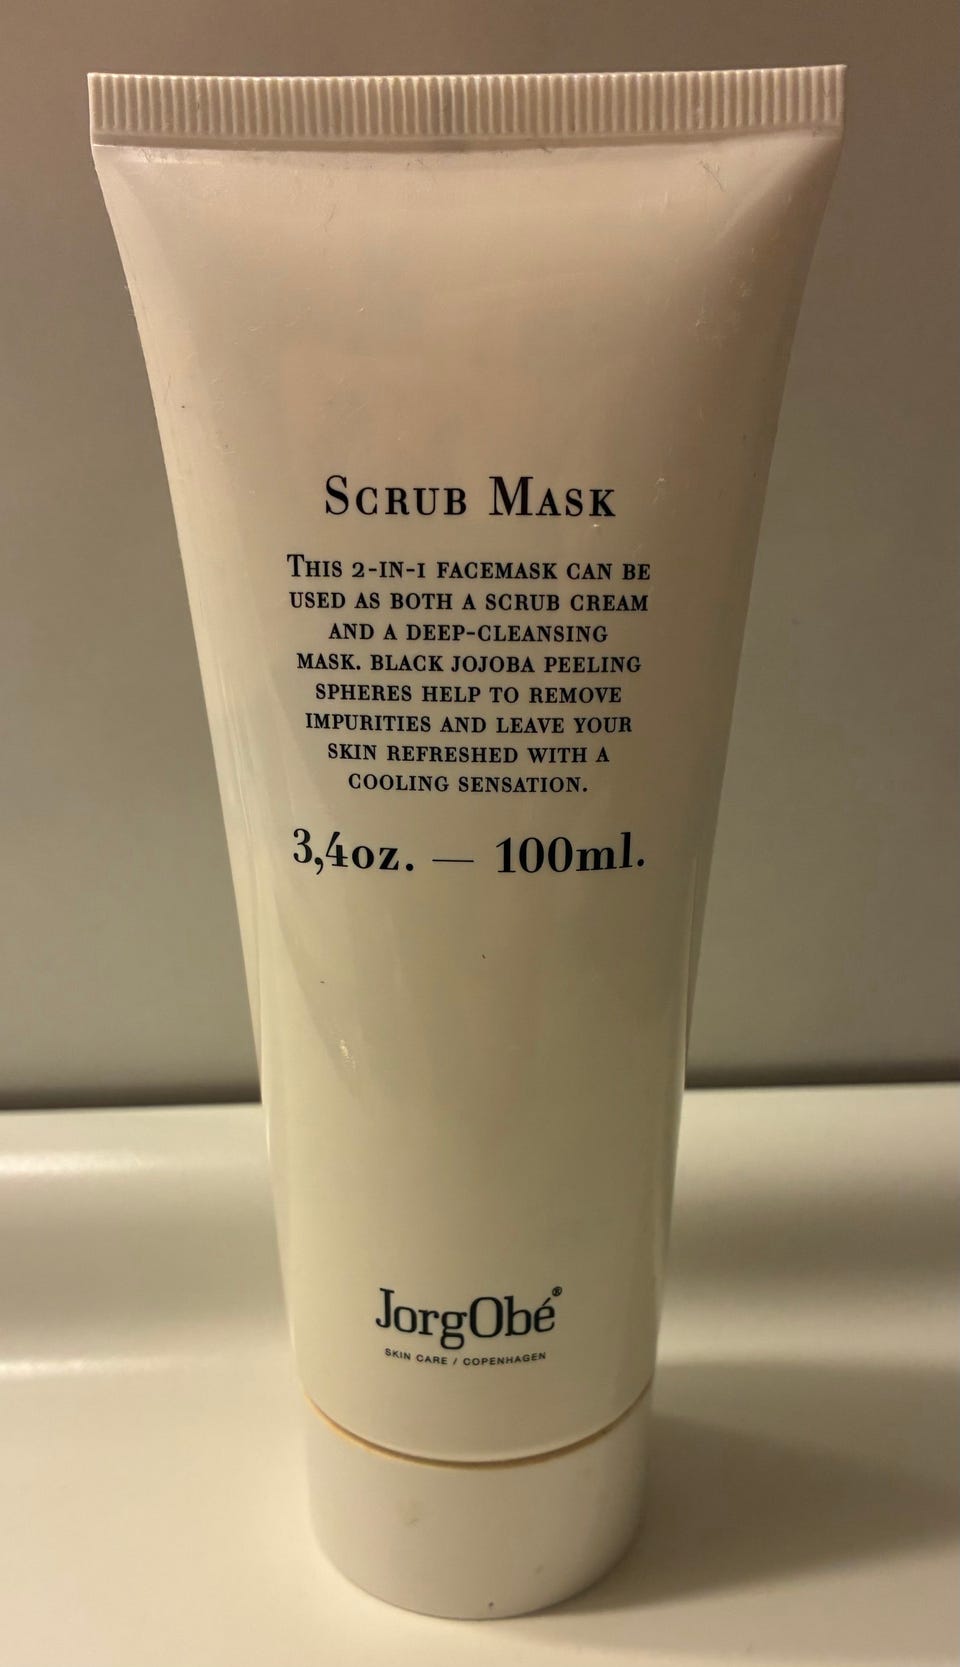 Scrub Mask
This 2-in-1 facemask can be
used as both a scrub cream
and a deep-cleansing
mask. Black jojoba peeling
spheres help to remove
impurities and leave your
skin refreshed with a
cooling sensation.
3,4oz. — 100ml.
JorgObé®
SKIN CARE / COPENHAGEN